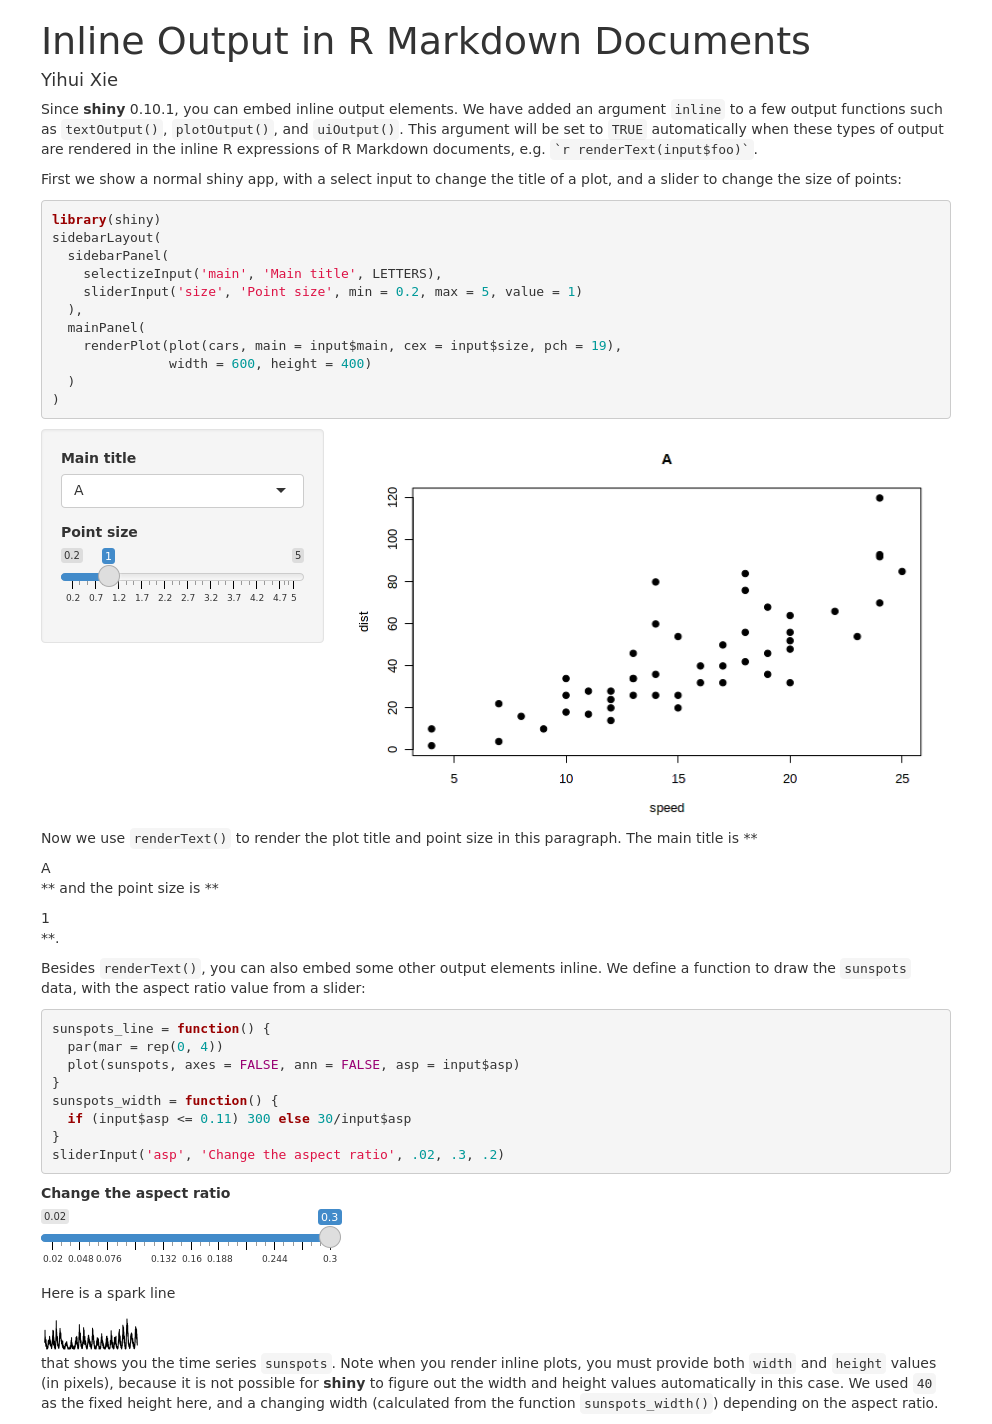 Inline Output in R Markdown Documents
Yihui Xie
Since shiny 0.10.1, you can embed inline output elements. We have added an argument inline to a few output functions such
as textOutput(), plotOutput(), and uiOutput(). This argument will be set to TRUE automatically when these types of output
are rendered in the inline R expressions of R Markdown documents, e.g. `r renderText(input$foo)`.
First we show a normal shiny app, with a select input to change the title of a plot, and a slider to change the size of points:
library(shiny)
sidebarLayout(
  sidebarPanel(
    selectizeInput('main', 'Main title', LETTERS),
    sliderInput('size', 'Point size', min = 0.2, max = 5, value = 1)
  ),
  mainPanel(
    renderPlot(plot(cars, main = input$main, cex = input$size, pch = 19),
               width = 600, height = 400)
  )
)
Main title
A
Point size
0.2 1 5
0.2 0.7 1.2 1.7 2.2 2.7 3.2 3.7 4.2 4.7 5
A
dist
120
100
80
60
40
20
0
5 10 15 20 25
speed
Now we use renderText() to render the plot title and point size in this paragraph. The main title is **
A
** and the point size is **
1
**.
Besides renderText(), you can also embed some other output elements inline. We define a function to draw the sunspots
data, with the aspect ratio value from a slider:
sunspots_line = function() {
  par(mar = rep(0, 4))
  plot(sunspots, axes = FALSE, ann = FALSE, asp = input$asp)
}
sunspots_width = function() {
  if (input$asp <= 0.11) 300 else 30/input$asp
}
sliderInput('asp', 'Change the aspect ratio', .02, .3, .2)
Change the aspect ratio
0.02 0.3
0.02 0.048 0.076 0.132 0.16 0.188 0.244 0.3
Here is a spark line
that shows you the time series sunspots. Note when you render inline plots, you must provide both width and height values
(in pixels), because it is not possible for shiny to figure out the width and height values automatically in this case. We used 40
as the fixed height here, and a changing width (calculated from the function sunspots_width()) depending on the aspect ratio.